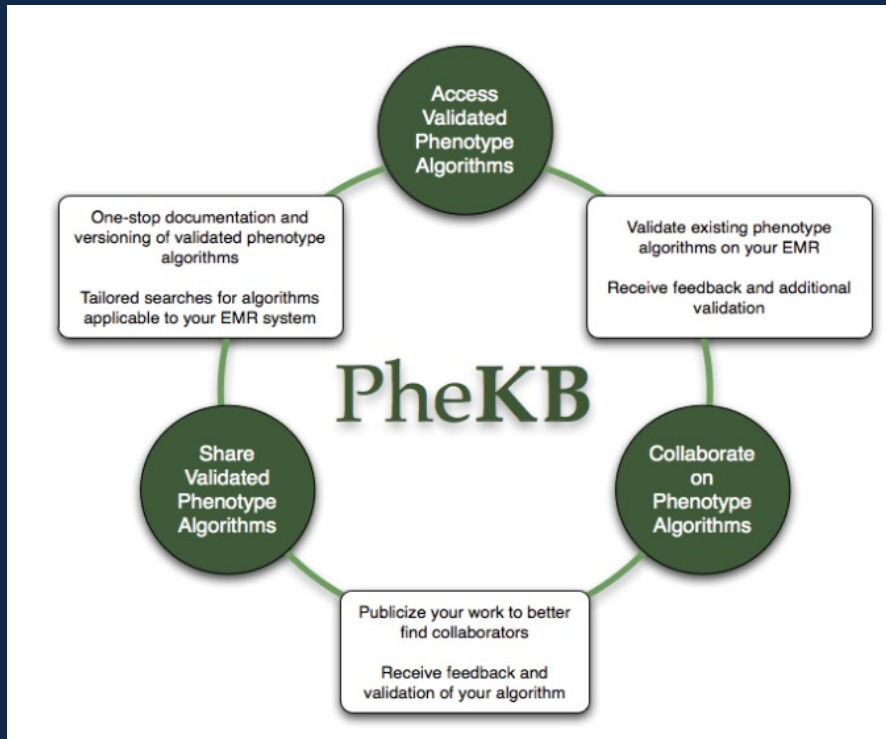 Access
Validated
Phenotype
Algorithms
One-stop documentation and
versioning of validated phenotype
algorithms
Tailored searches for algorithms
applicable to your EMR system
Validate existing phenotype
algorithms on your EMR
Receive feedback and additional
validation
PheKB
Share
Validated
Phenotype
Algorithms
Collaborate
on
Phenotype
Algorithms
Publicize your work to better
find collaborators
Receive feedback and
validation of your algorithm